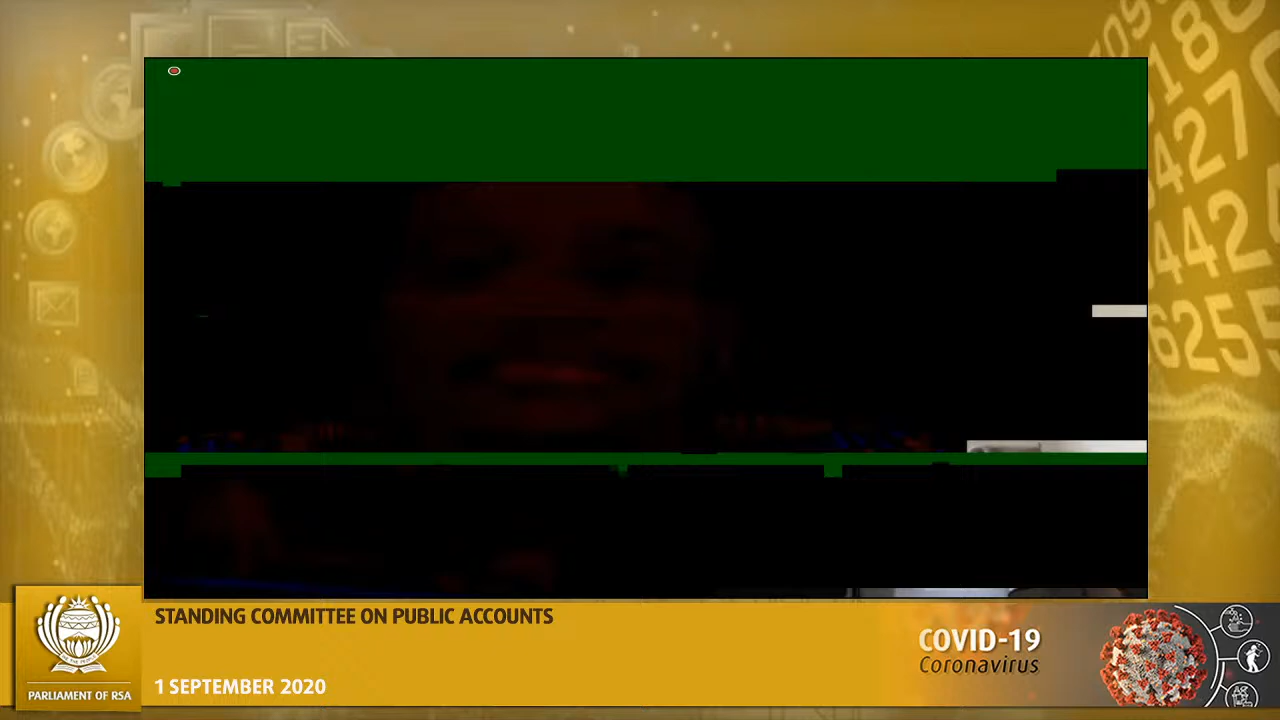 STANDING COMMITTEE ON PUBLIC ACCOUNTS
1 SEPTEMBER 2020
PARLIAMENT OF RSA
COVID-19
Coronavirus